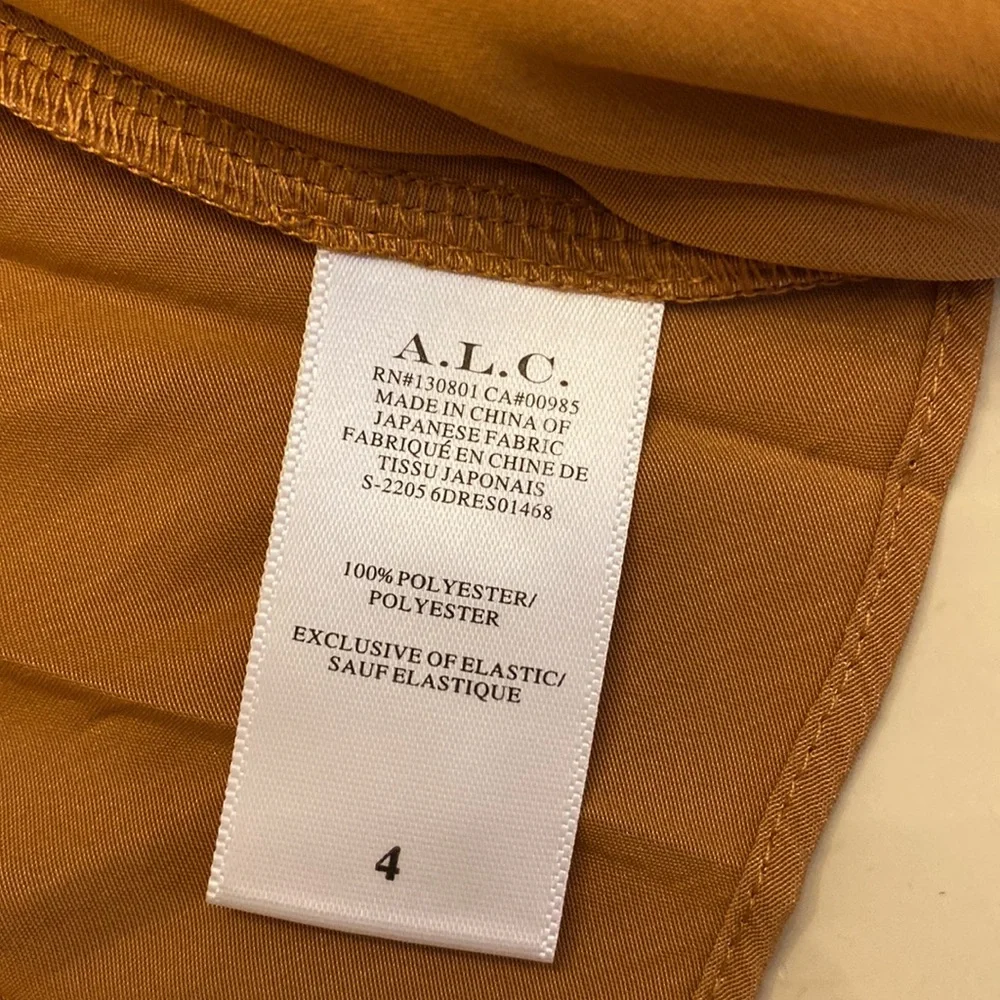 A.L.C.
RN#130801 CA#00985
MADE IN CHINA OF
JAPANESE FABRIC
FABRIQUÉ EN CHINE DE
TISSU JAPONAIS
S-2205 6DRES01468
100% POLYESTER/
POLYESTER
EXCLUSIVE OF ELASTIC/
SAUF ELASTIQUE
4